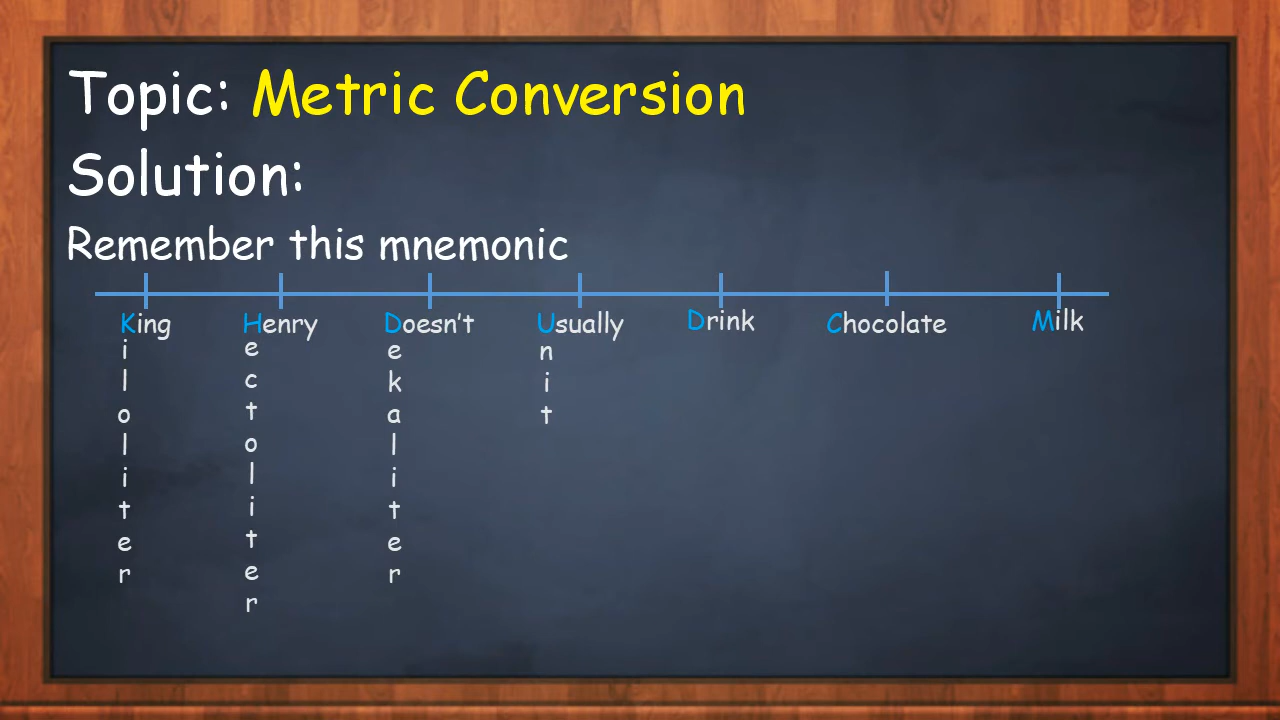 Topic: Metric Conversion
Solution:
Remember this mnemonic
King Henry Doesn't Usually Drink Chocolate Milk
Kiloliter
Hectoliter
Dekaliter
Unit